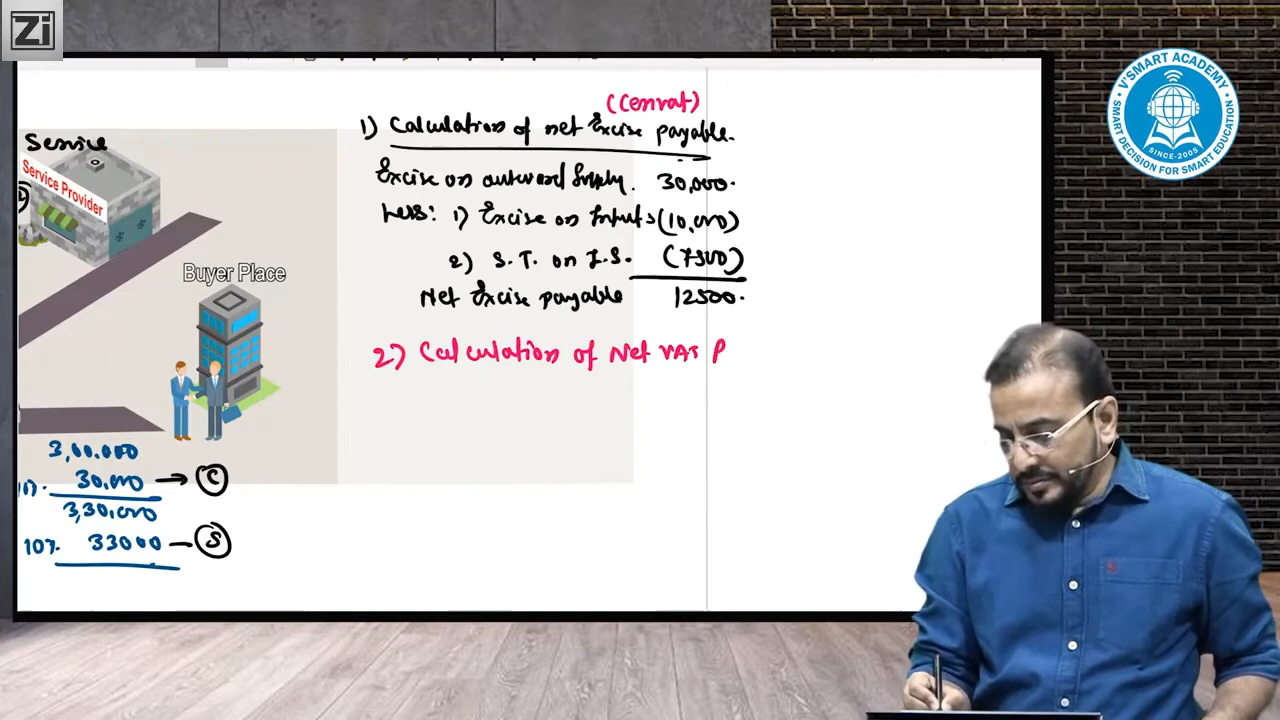 Zi
V'SMART ACADEMY
SMART DECISION FOR SMART EDUCATION
SINCE-2005
Service
Service Provider
Buyer Place
3,00,000
30,000 → (C)
3,30,000
10%. 33000 — (S)
(Cenvat)
1) Calculation of net Excise payable.
Excise on outward Supply. 30,000.
Less: 1) Excise on Inputs (10,000)
2) S.T. on I.S. (7500)
Net Excise payable 12500.
2) Calculation of Net VAT P